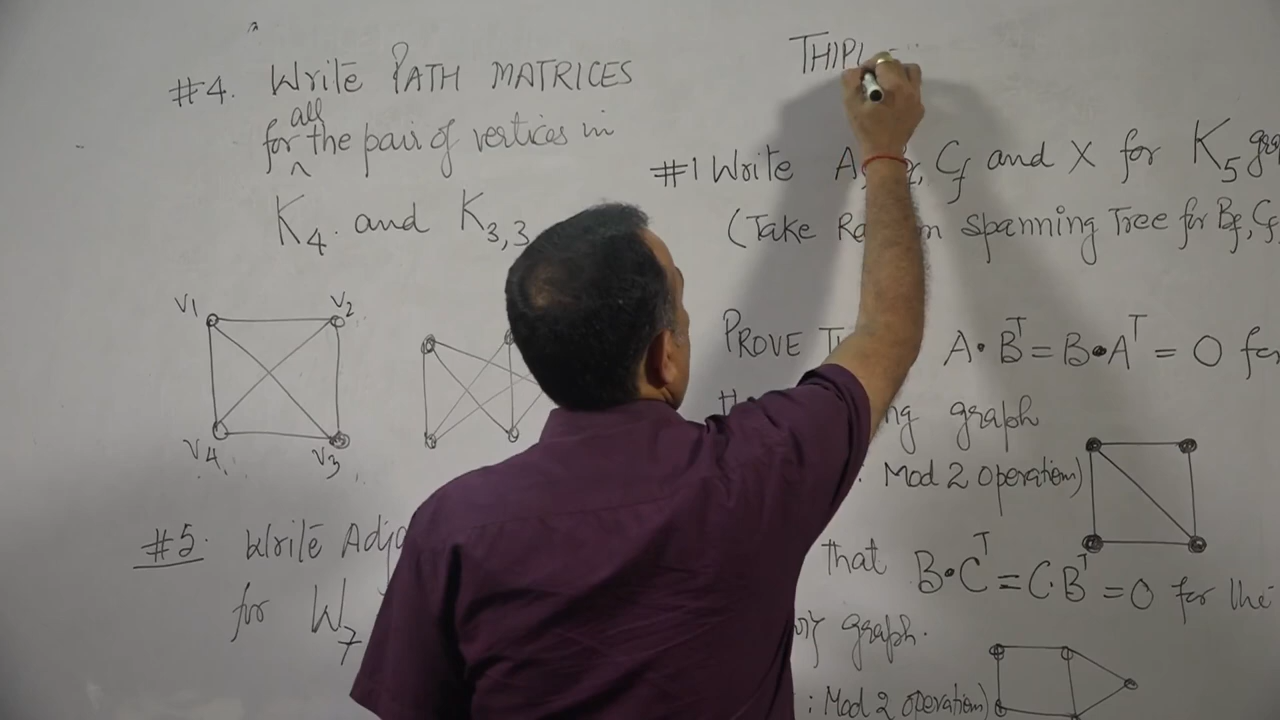 #4. Write PATH MATRICES
all
for ^ the pair of vertices in
K4. and K3,3
V1 V2
V4. V3.
#5. Write
for W7
THIPL
#1 Write A, Cf and X for K5
(Take spanning Tree for Bf, Cf
PROVE A·B^T = B·A^T = 0 for
graph
Mod 2 operation)
that B·C^T = C·B^T = 0 for the
graph.
: Mod 2 operation)